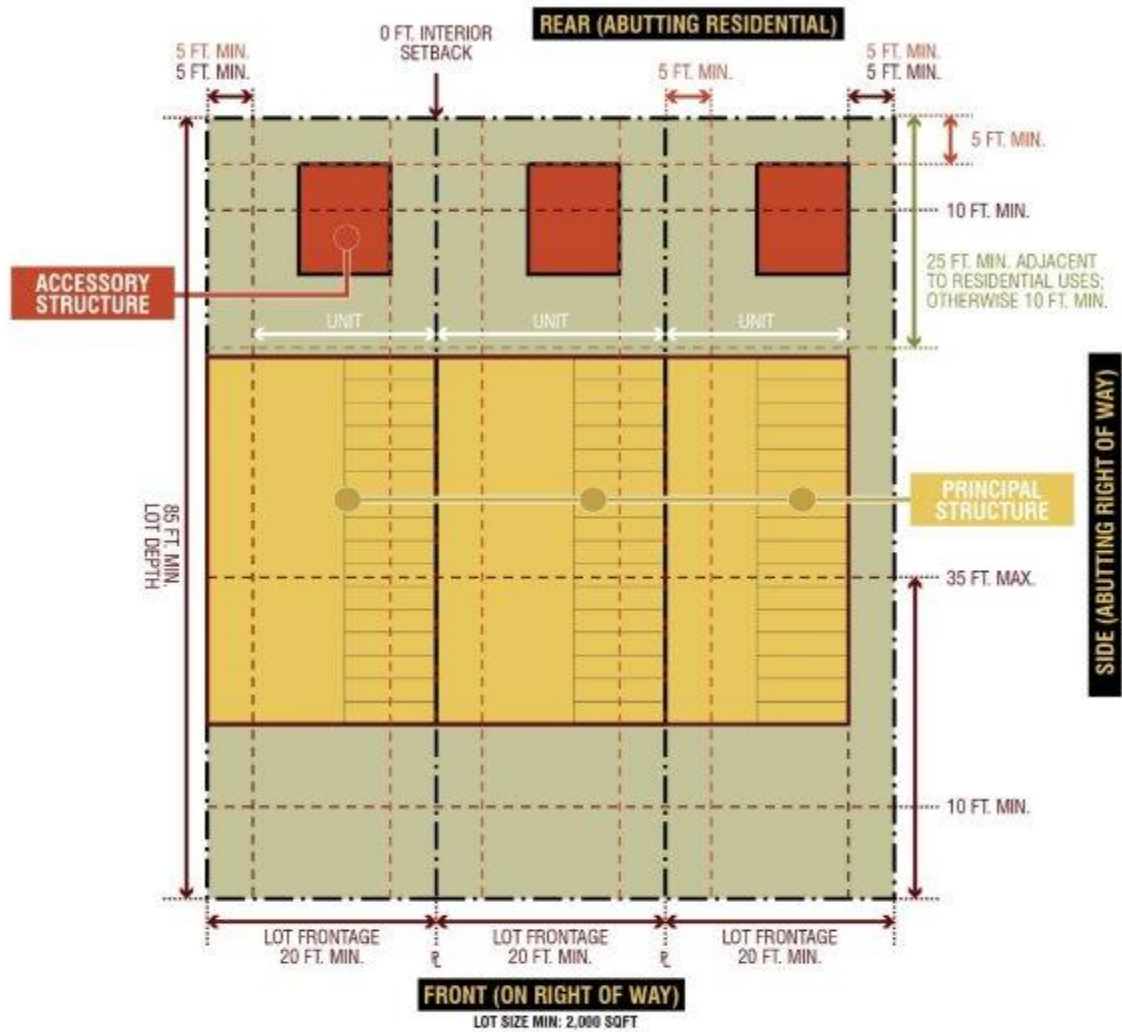 REAR (ABUTTING RESIDENTIAL)
0 FT. INTERIOR
SETBACK
5 FT. MIN.
5 FT. MIN.
5 FT. MIN.
5 FT. MIN.
5 FT. MIN.
5 FT. MIN.
10 FT. MIN.
25 FT. MIN. ADJACENT
TO RESIDENTIAL USES;
OTHERWISE 10 FT. MIN.
ACCESSORY
STRUCTURE
UNIT
UNIT
UNIT
SIDE (ABUTTING RIGHT OF WAY)
PRINCIPAL
STRUCTURE
85 FT. MIN.
LOT DEPTH
35 FT. MAX.
10 FT. MIN.
LOT FRONTAGE
20 FT. MIN.
LOT FRONTAGE
20 FT. MIN.
LOT FRONTAGE
20 FT. MIN.
℄
℄
FRONT (ON RIGHT OF WAY)
LOT SIZE MIN: 2,000 SQFT